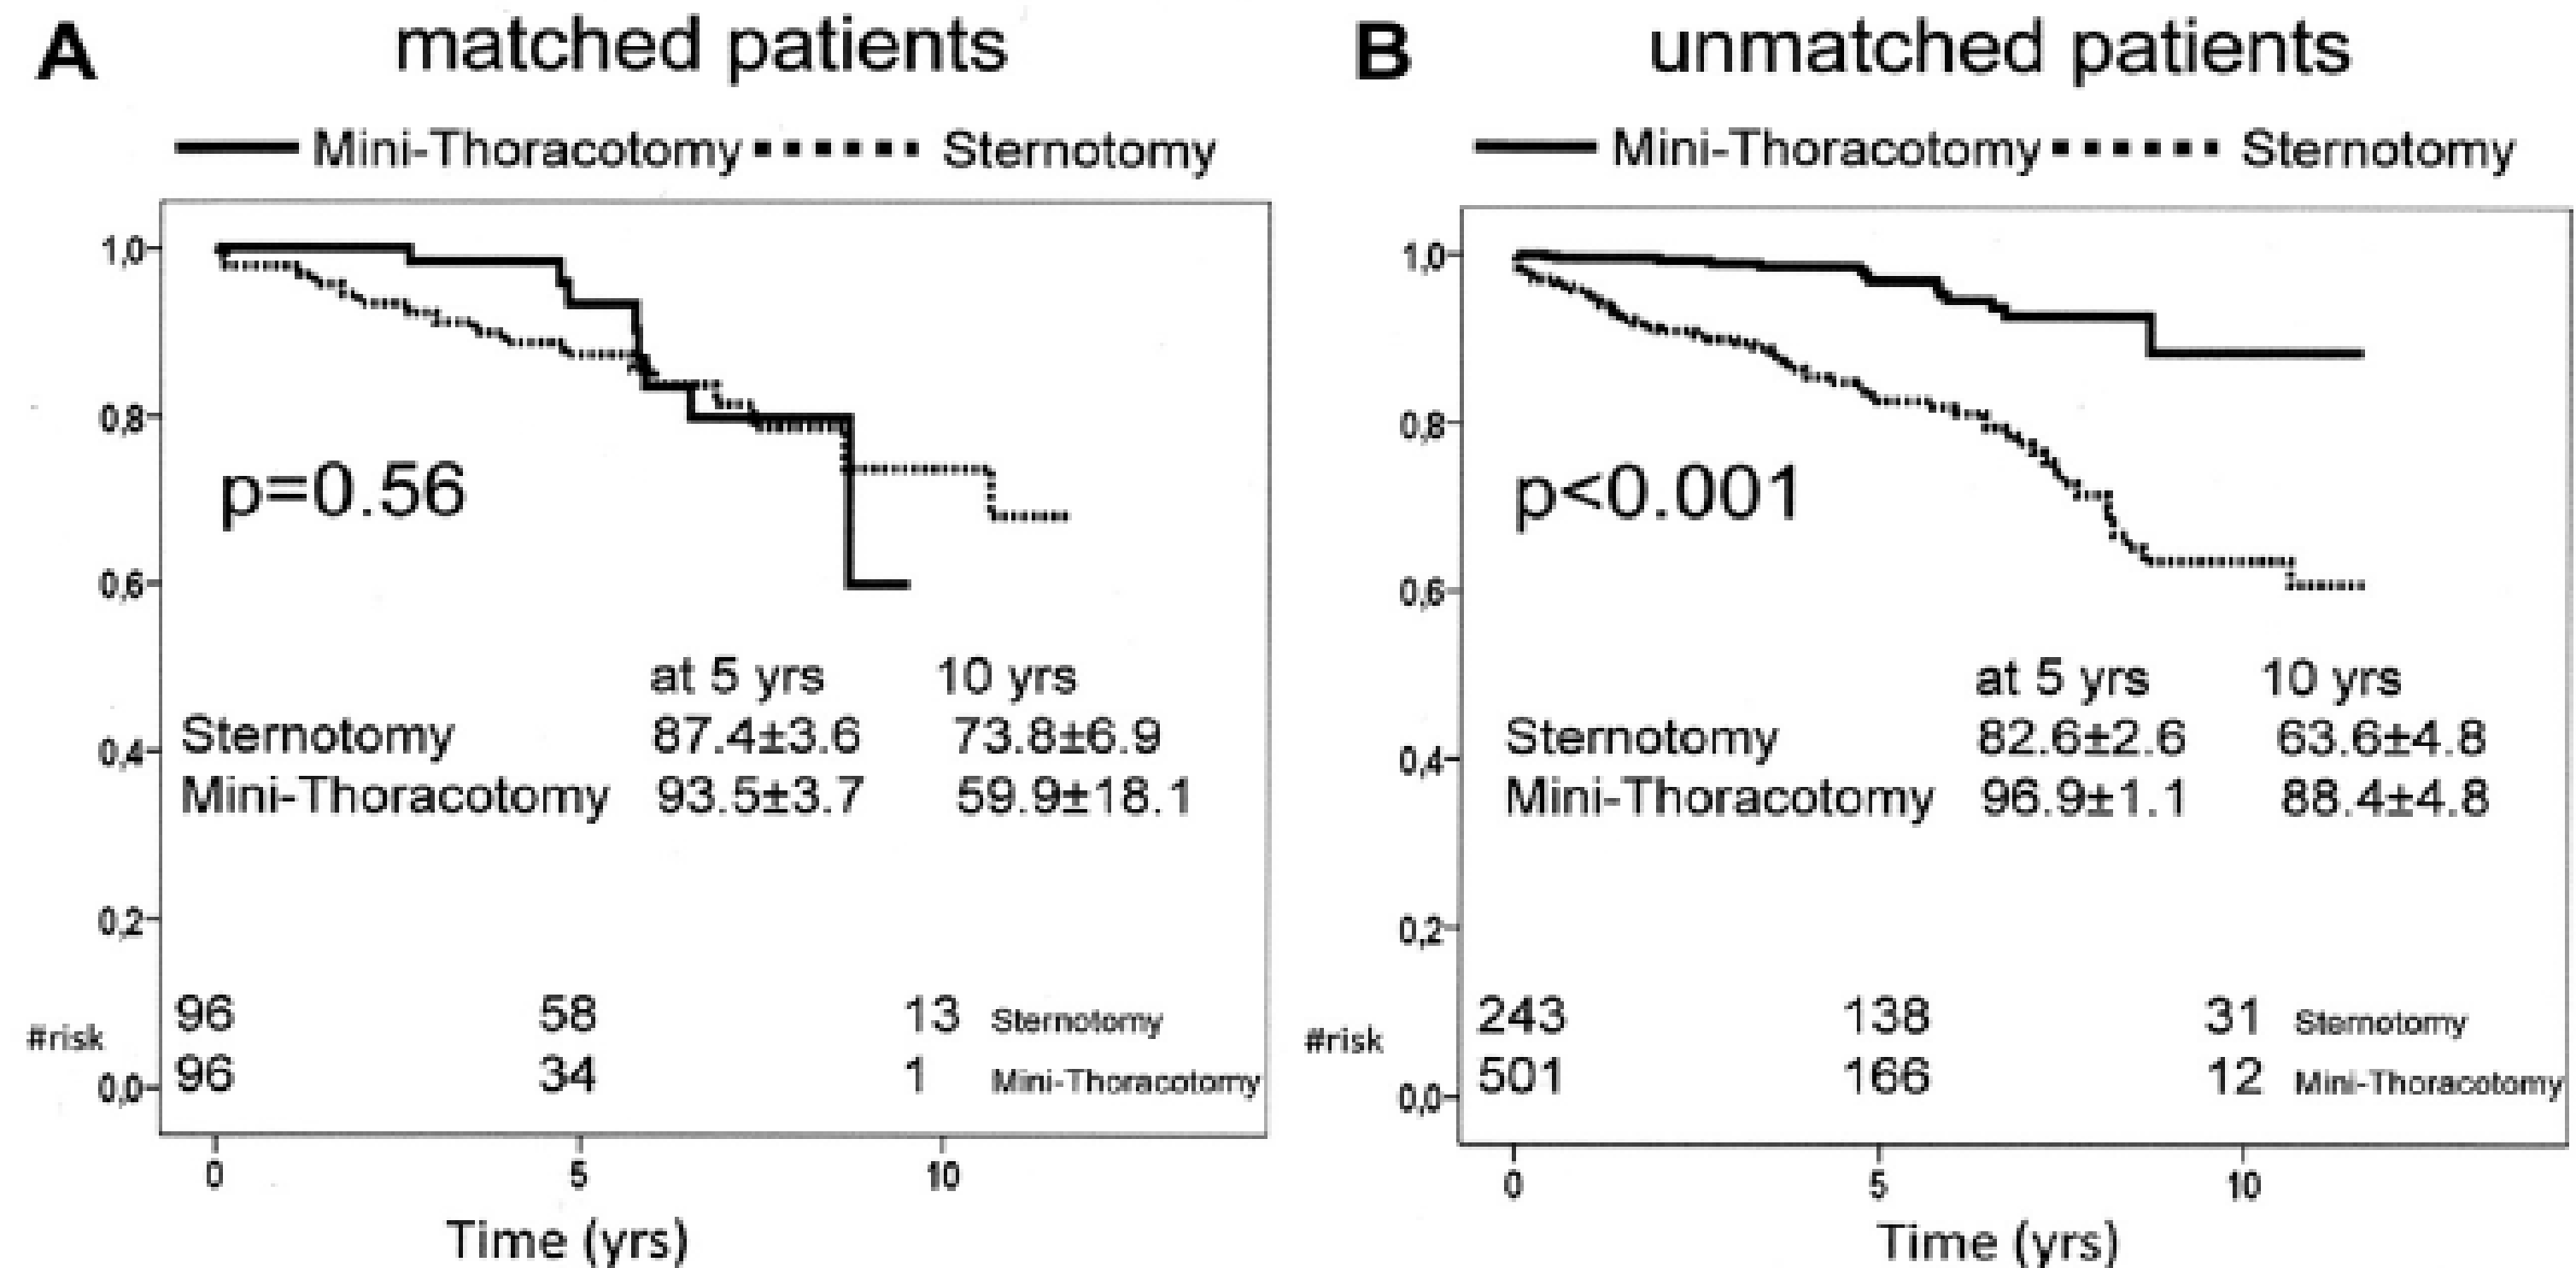 A matched patients
Mini-Thoracotomy Sternotomy
1,0
0,8
p=0.56
0,6
at 5 yrs 10 yrs
Sternotomy 87.4±3.6 73.8±6.9
0,4
Mini-Thoracotomy 93.5±3.7 59.9±18.1
0,2
96 58 13 Sternotomy
#risk
96 34 1 Mini-Thoracotomy
0,0
0 5 10
Time (yrs)
B unmatched patients
Mini-Thoracotomy Sternotomy
1,0
0,8
p<0.001
0,6
at 5 yrs 10 yrs
Sternotomy 82.6±2.6 63.6±4.8
0,4
Mini-Thoracotomy 96.9±1.1 88.4±4.8
0,2
243 138 31 Sternotomy
#risk
501 166 12 Mini-Thoracotomy
0,0
0 5 10
Time (yrs)